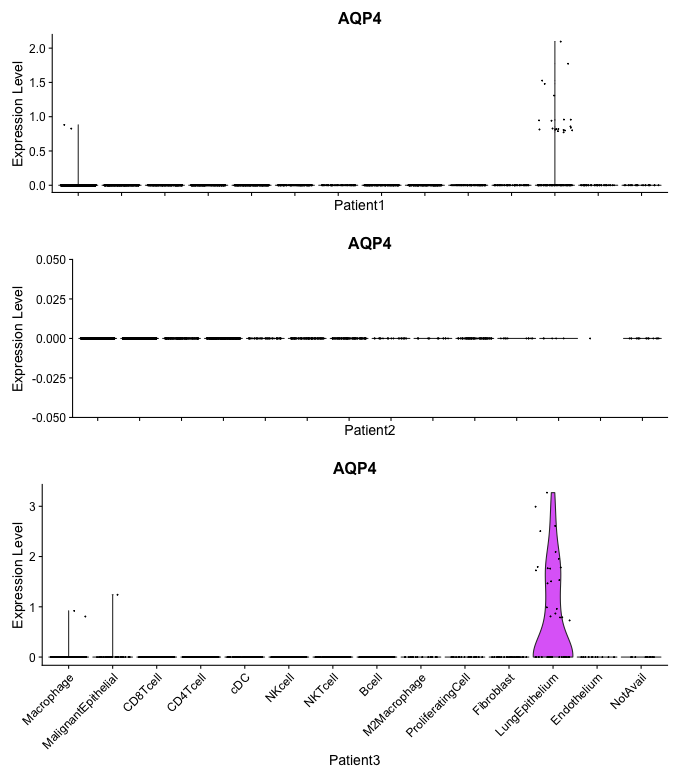 AQP4
Expression Level
2.0
1.5
1.0
0.5
0.0
Patient1
AQP4
Expression Level
0.050
0.025
0.000
-0.025
-0.050
Patient2
AQP4
Expression Level
3
2
1
0
Macrophage
MalignantEpithelial
CD8Tcell
CD4Tcell
cDC
NKcell
NKTcell
Bcell
M2Macrophage
ProliferatingCell
Fibroblast
LungEpithelium
Endothelium
NotAvail
Patient3